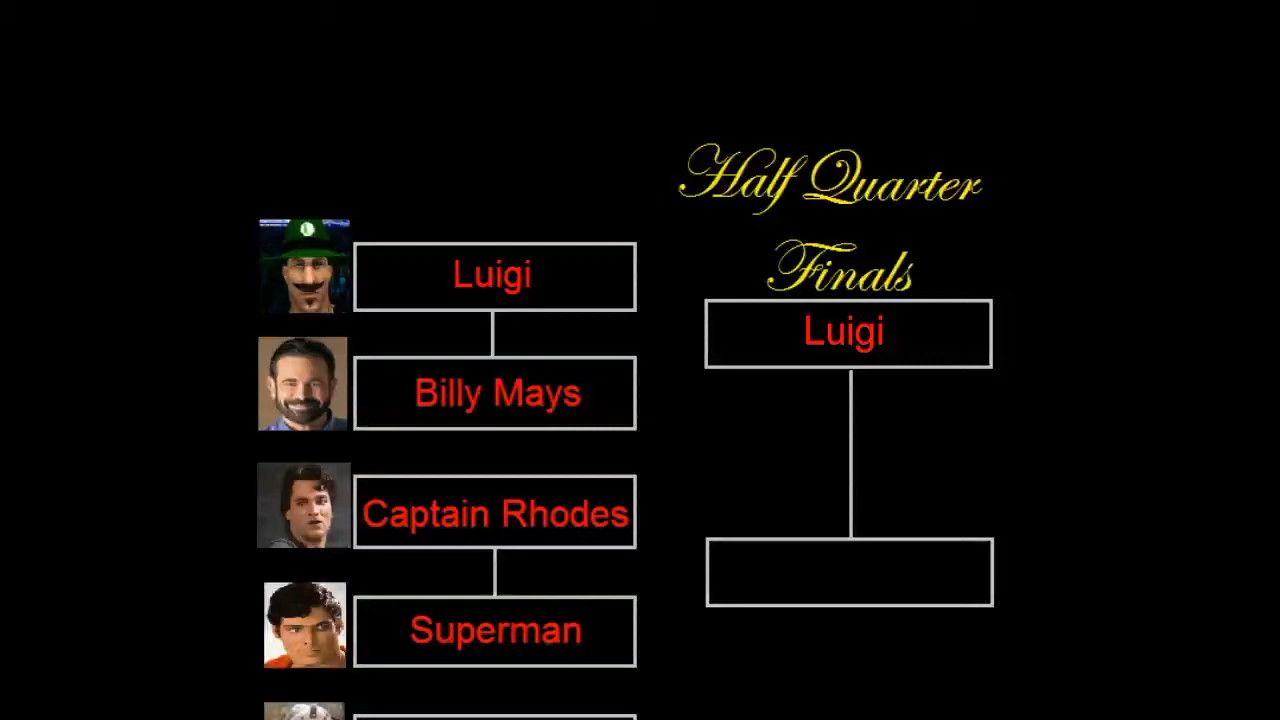 Half Quarter
Finals
L
Luigi
Luigi
Billy Mays
Captain Rhodes
Superman